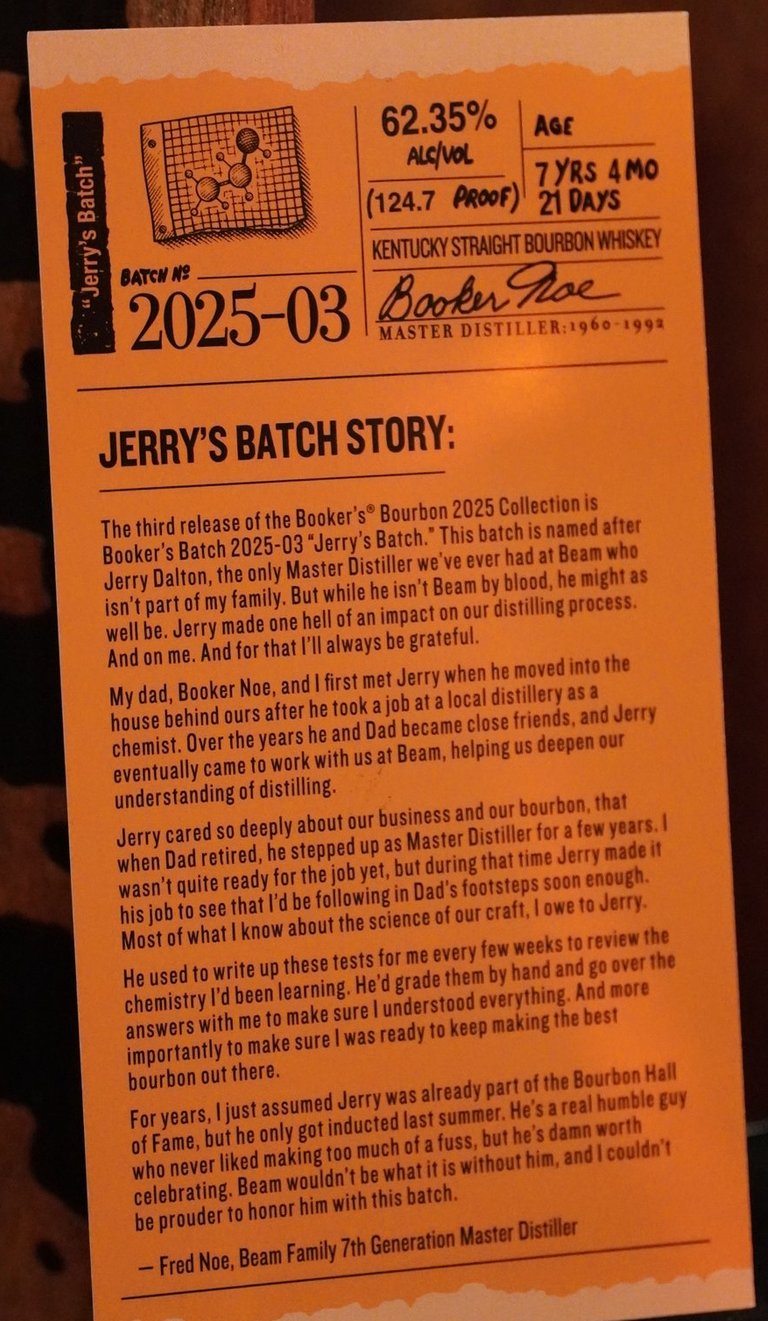 "Jerry's Batch"
BATCH Nº
2025-03
62.35%
ALC/VOL
(124.7 PROOF)
AGE
7 YRS 4 MO
21 DAYS
KENTUCKY STRAIGHT BOURBON WHISKEY
Booker Noe
MASTER DISTILLER:1960-1992
JERRY'S BATCH STORY:
The third release of the Booker's® Bourbon 2025 Collection is
Booker's Batch 2025-03 "Jerry's Batch." This batch is named after
Jerry Dalton, the only Master Distiller we've ever had at Beam who
isn't part of my family. But while he isn't Beam by blood, he might as
well be. Jerry made one hell of an impact on our distilling process.
And on me. And for that I'll always be grateful.
My dad, Booker Noe, and I first met Jerry when he moved into the
house behind ours after he took a job at a local distillery as a
chemist. Over the years he and Dad became close friends, and Jerry
eventually came to work with us at Beam, helping us deepen our
understanding of distilling.
Jerry cared so deeply about our business and our bourbon, that
when Dad retired, he stepped up as Master Distiller for a few years. I
wasn't quite ready for the job yet, but during that time Jerry made it
his job to see that I'd be following in Dad's footsteps soon enough.
Most of what I know about the science of our craft, I owe to Jerry.
He used to write up these tests for me every few weeks to review the
chemistry I'd been learning. He'd grade them by hand and go over the
answers with me to make sure I understood everything. And more
importantly to make sure I was ready to keep making the best
bourbon out there.
For years, I just assumed Jerry was already part of the Bourbon Hall
of Fame, but he only got inducted last summer. He's a real humble guy
who never liked making too much of a fuss, but he's damn worth
celebrating. Beam wouldn't be what it is without him, and I couldn't
be prouder to honor him with this batch.
— Fred Noe, Beam Family 7th Generation Master Distiller